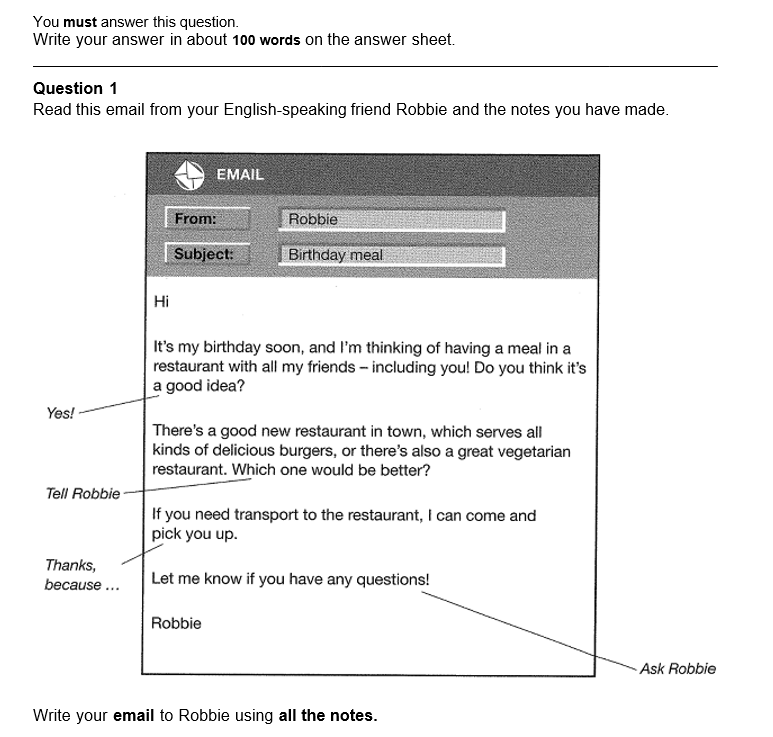 You must answer this question.
Write your answer in about 100 words on the answer sheet.
Question 1
Read this email from your English-speaking friend Robbie and the notes you have made.
EMAIL
From: Robbie
Subject: Birthday meal
Hi
It's my birthday soon, and I'm thinking of having a meal in a
restaurant with all my friends – including you! Do you think it's
a good idea?
Yes!
There's a good new restaurant in town, which serves all
kinds of delicious burgers, or there's also a great vegetarian
restaurant. Which one would be better?
Tell Robbie
If you need transport to the restaurant, I can come and
pick you up.
Thanks,
because ...
Let me know if you have any questions!
Robbie
Ask Robbie
Write your email to Robbie using all the notes.